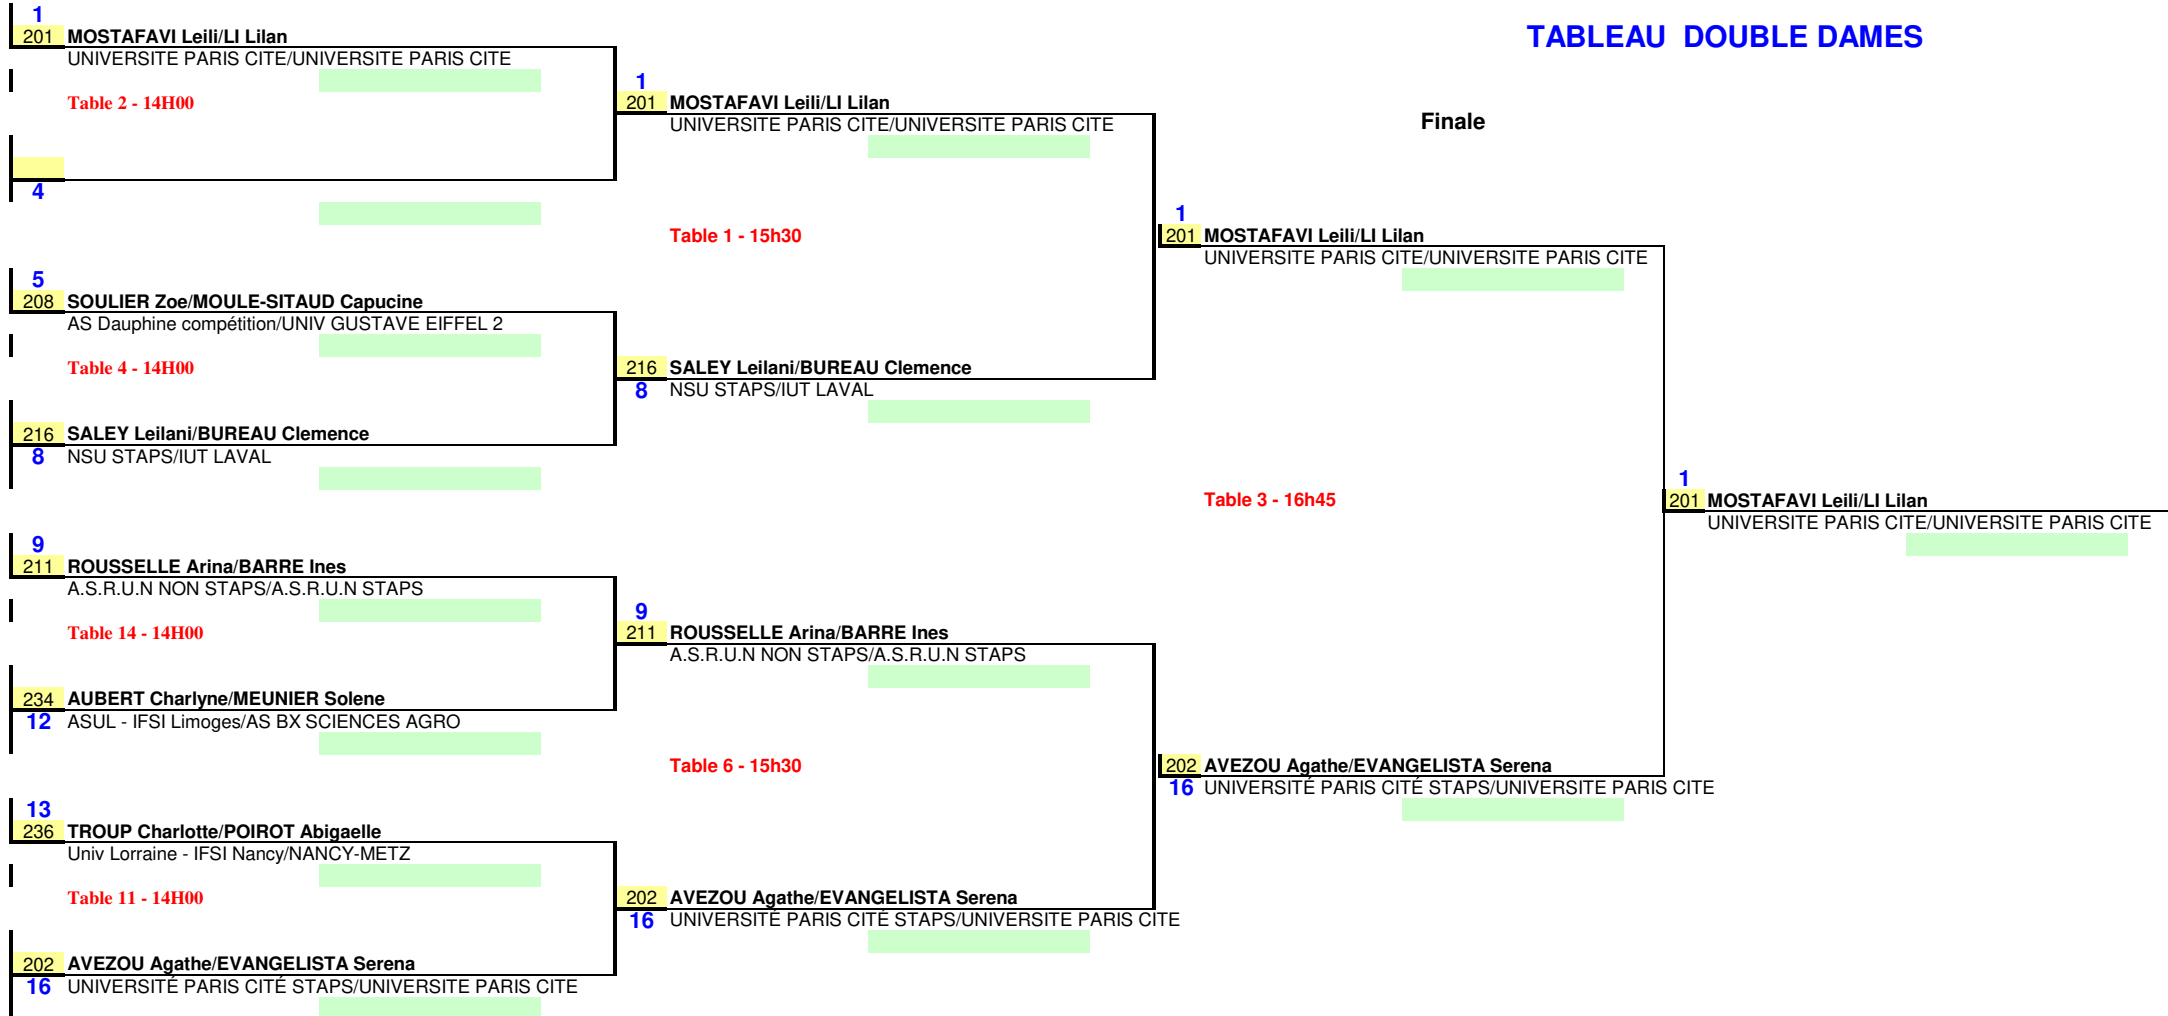 TABLEAU  DOUBLE DAMES
Finale
1
201 MOSTAFAVI Leili/LI Lilan
UNIVERSITE PARIS CITE/UNIVERSITE PARIS CITE
Table 2 - 14H00
4
5
208 SOULIER Zoe/MOULE-SITAUD Capucine
AS Dauphine compétition/UNIV GUSTAVE EIFFEL 2
Table 4 - 14H00
216 SALEY Leilani/BUREAU Clemence
8 NSU STAPS/IUT LAVAL
9
211 ROUSSELLE Arina/BARRE Ines
A.S.R.U.N NON STAPS/A.S.R.U.N STAPS
Table 14 - 14H00
234 AUBERT Charlyne/MEUNIER Solene
12 ASUL - IFSI Limoges/AS BX SCIENCES AGRO
13
236 TROUP Charlotte/POIROT Abigaelle
Univ Lorraine - IFSI Nancy/NANCY-METZ
Table 11 - 14H00
202 AVEZOU Agathe/EVANGELISTA Serena
16 UNIVERSITÉ PARIS CITÉ STAPS/UNIVERSITE PARIS CITE
1
201 MOSTAFAVI Leili/LI Lilan
UNIVERSITE PARIS CITE/UNIVERSITE PARIS CITE
Table 1 - 15h30
216 SALEY Leilani/BUREAU Clemence
8 NSU STAPS/IUT LAVAL
9
211 ROUSSELLE Arina/BARRE Ines
A.S.R.U.N NON STAPS/A.S.R.U.N STAPS
Table 6 - 15h30
202 AVEZOU Agathe/EVANGELISTA Serena
16 UNIVERSITÉ PARIS CITÉ STAPS/UNIVERSITE PARIS CITE
1
201 MOSTAFAVI Leili/LI Lilan
UNIVERSITE PARIS CITE/UNIVERSITE PARIS CITE
Table 3 - 16h45
202 AVEZOU Agathe/EVANGELISTA Serena
16 UNIVERSITÉ PARIS CITÉ STAPS/UNIVERSITE PARIS CITE
1
201 MOSTAFAVI Leili/LI Lilan
UNIVERSITE PARIS CITE/UNIVERSITE PARIS CITE